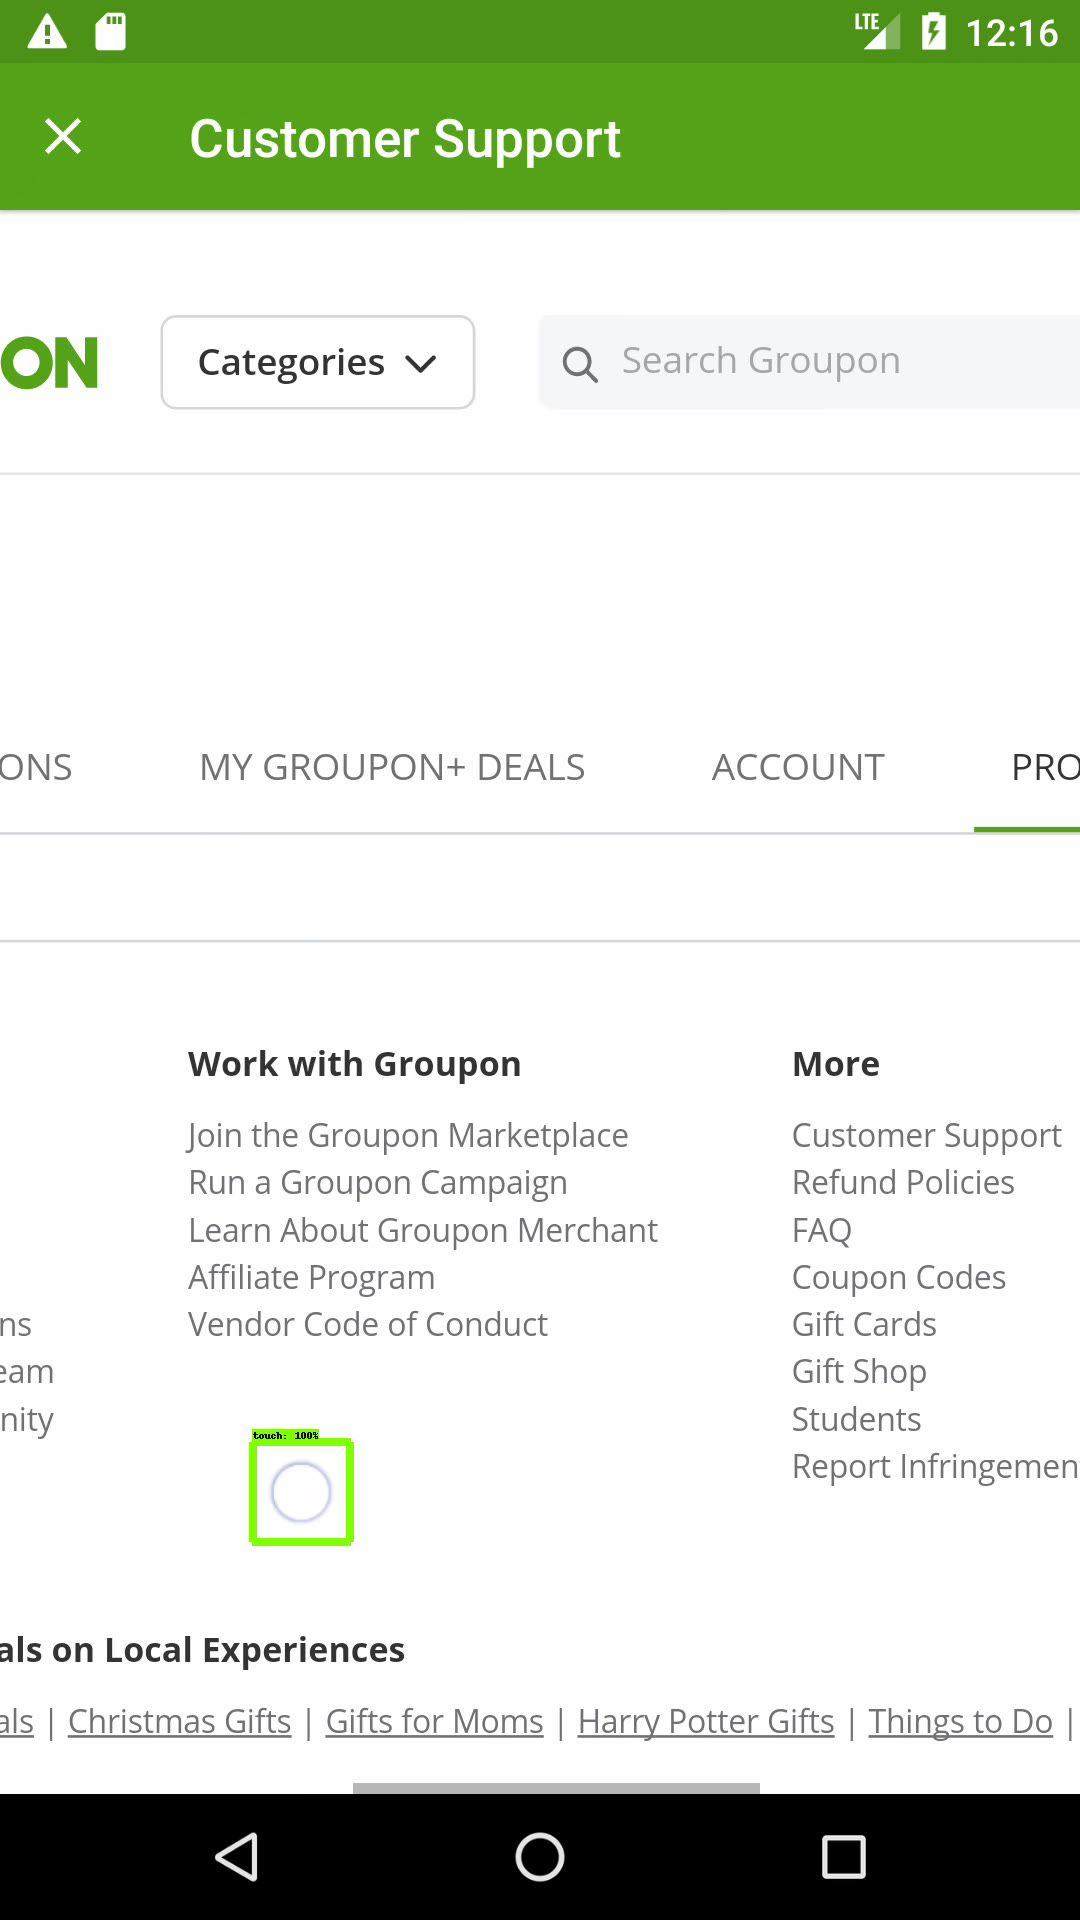 LTE 12:16
Customer Support
ON Categories Search Groupon
ONS MY GROUPON+ DEALS ACCOUNT PRO
Work with Groupon
Join the Groupon Marketplace
Run a Groupon Campaign
Learn About Groupon Merchant
Affiliate Program
Vendor Code of Conduct
More
Customer Support
Refund Policies
FAQ
Coupon Codes
Gift Cards
Gift Shop
Students
Report Infringemen
ns
eam
nity
touch: 100%
als on Local Experiences
als | Christmas Gifts | Gifts for Moms | Harry Potter Gifts | Things to Do |